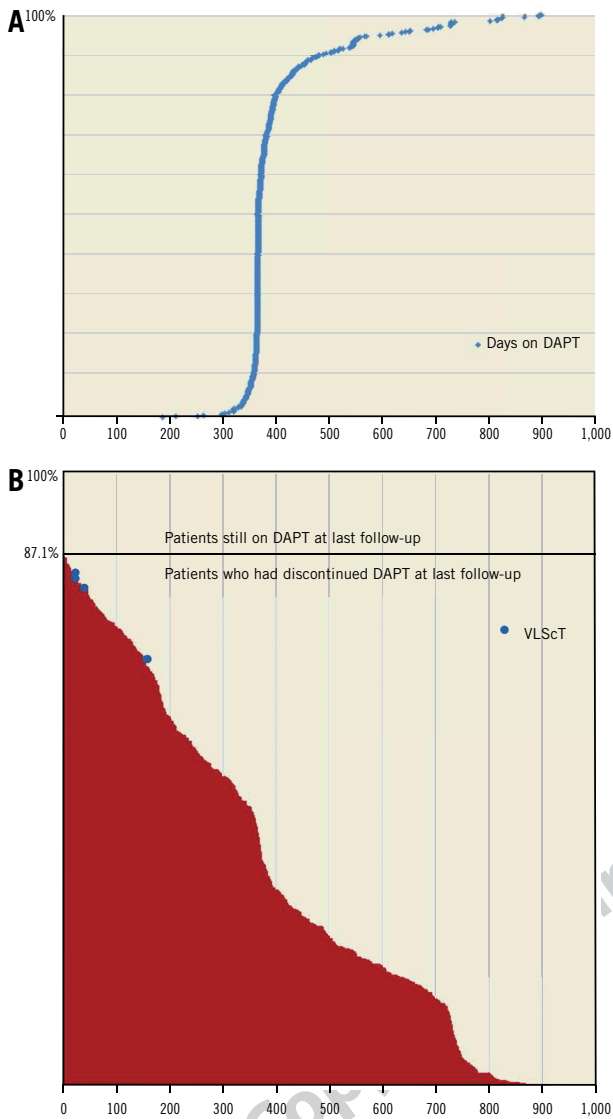 A
100%
Days on DAPT
0 100 200 300 400 500 600 700 800 900 1,000
B
100%
Patients still on DAPT at last follow-up
87.1%
Patients who had discontinued DAPT at last follow-up
VLScT
Cop
0 100 200 300 400 500 600 700 800 900 1,00